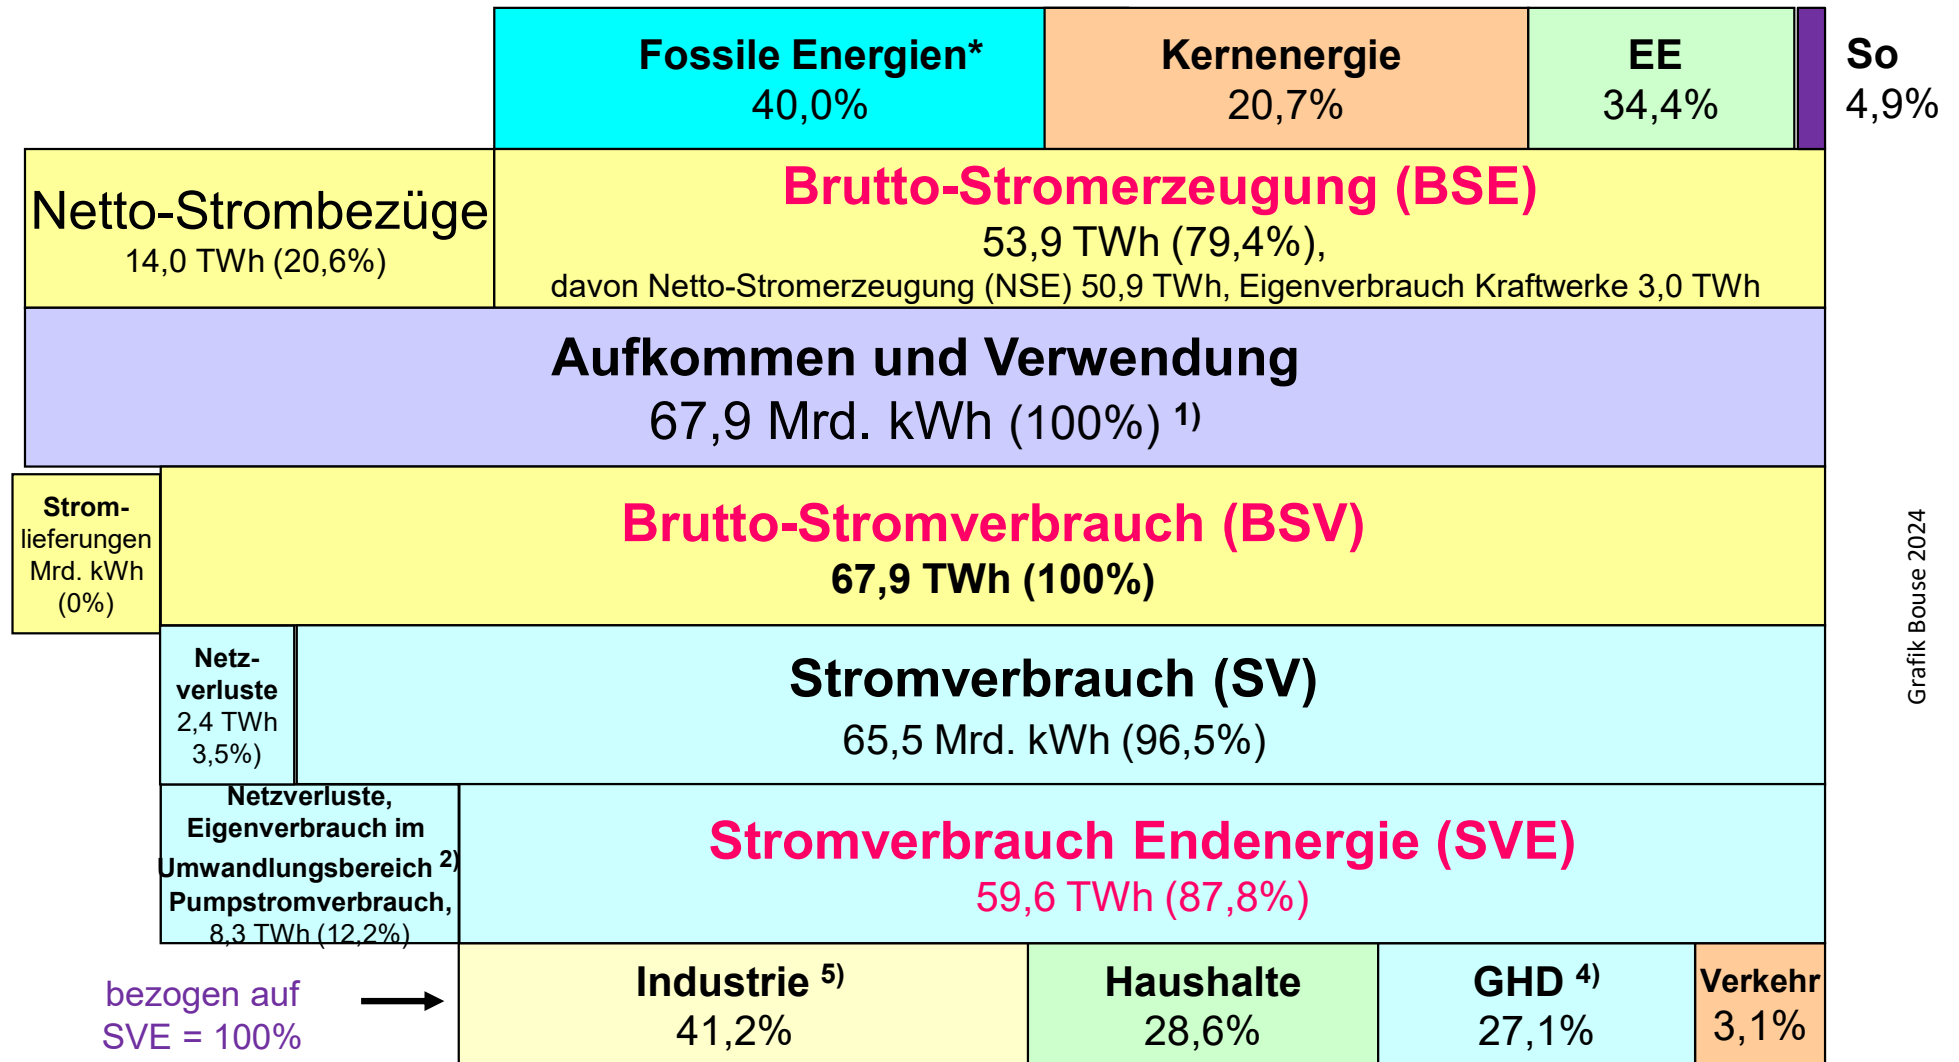 Fossile Energien*
40,0%
Kernenergie
20,7%
EE
34,4%
So
4,9%
Netto-Strombezüge
14,0 TWh (20,6%)
Brutto-Stromerzeugung (BSE)
53,9 TWh (79,4%),
davon Netto-Stromerzeugung (NSE) 50,9 TWh, Eigenverbrauch Kraftwerke 3,0 TWh
Aufkommen und Verwendung
67,9 Mrd. kWh (100%) 1)
Strom-
lieferungen
Mrd. kWh
(0%)
Brutto-Stromverbrauch (BSV)
67,9 TWh (100%)
Netz-
verluste
2,4 TWh
3,5%)
Stromverbrauch (SV)
65,5 Mrd. kWh (96,5%)
Netzverluste,
Eigenverbrauch im
Umwandlungsbereich 2)
Pumpstromverbrauch,
8,3 TWh (12,2%)
Stromverbrauch Endenergie (SVE)
59,6 TWh (87,8%)
bezogen auf
SVE = 100%
Industrie 5)
41,2%
Haushalte
28,6%
GHD 4)
27,1%
Verkehr
3,1%
Grafik Bouse 2024